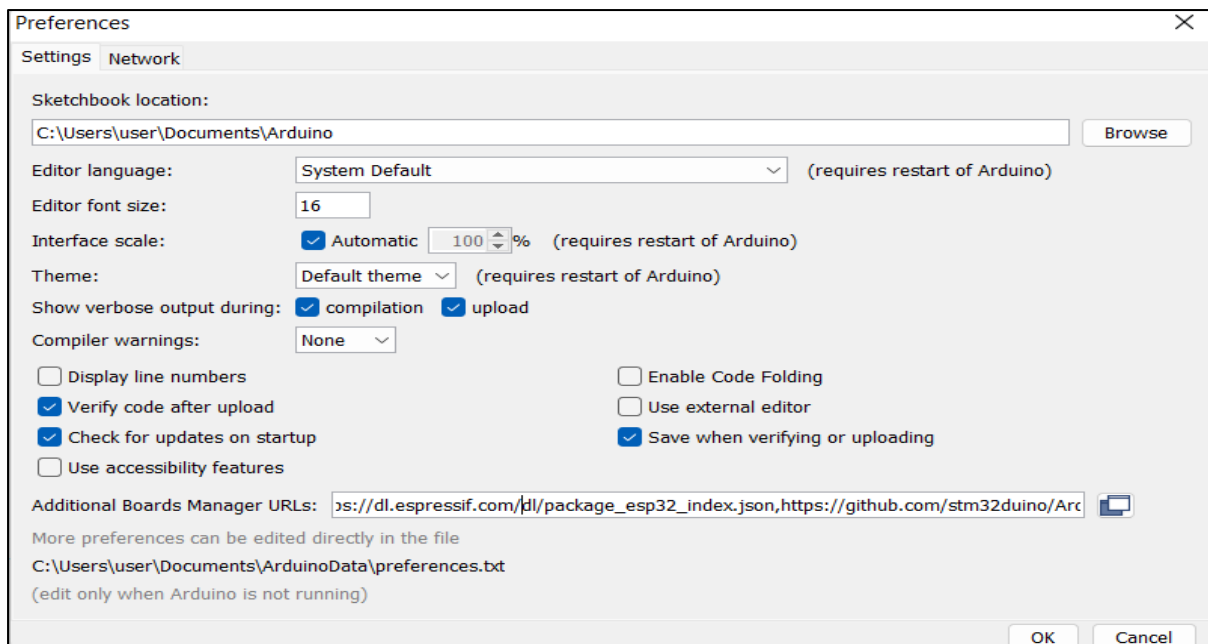 Preferences
Settings Network
Sketchbook location:
C:\Users\user\Documents\Arduino Browse
Editor language: System Default (requires restart of Arduino)
Editor font size: 16
Interface scale: Automatic 100 % (requires restart of Arduino)
Theme: Default theme (requires restart of Arduino)
Show verbose output during: compilation upload
Compiler warnings: None
Display line numbers Enable Code Folding
Verify code after upload Use external editor
Check for updates on startup Save when verifying or uploading
Use accessibility features
Additional Boards Manager URLs: os://dl.espressif.com/dl/package_esp32_index.json,https://github.com/stm32duino/Arc
More preferences can be edited directly in the file
C:\Users\user\Documents\ArduinoData\preferences.txt
(edit only when Arduino is not running)
OK Cancel